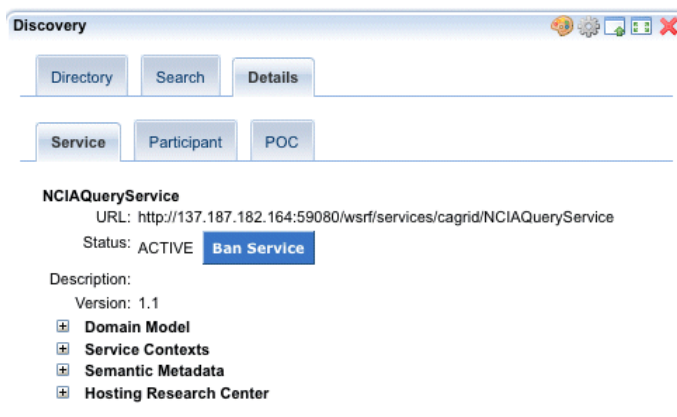 Discovery
Directory Search Details
Service Participant POC
NCIAQueryService
URL: http://137.187.182.164:59080/wsrf/services/cagrid/NCIAQueryService
Status: ACTIVE Ban Service
Description:
Version: 1.1
Domain Model
Service Contexts
Semantic Metadata
Hosting Research Center